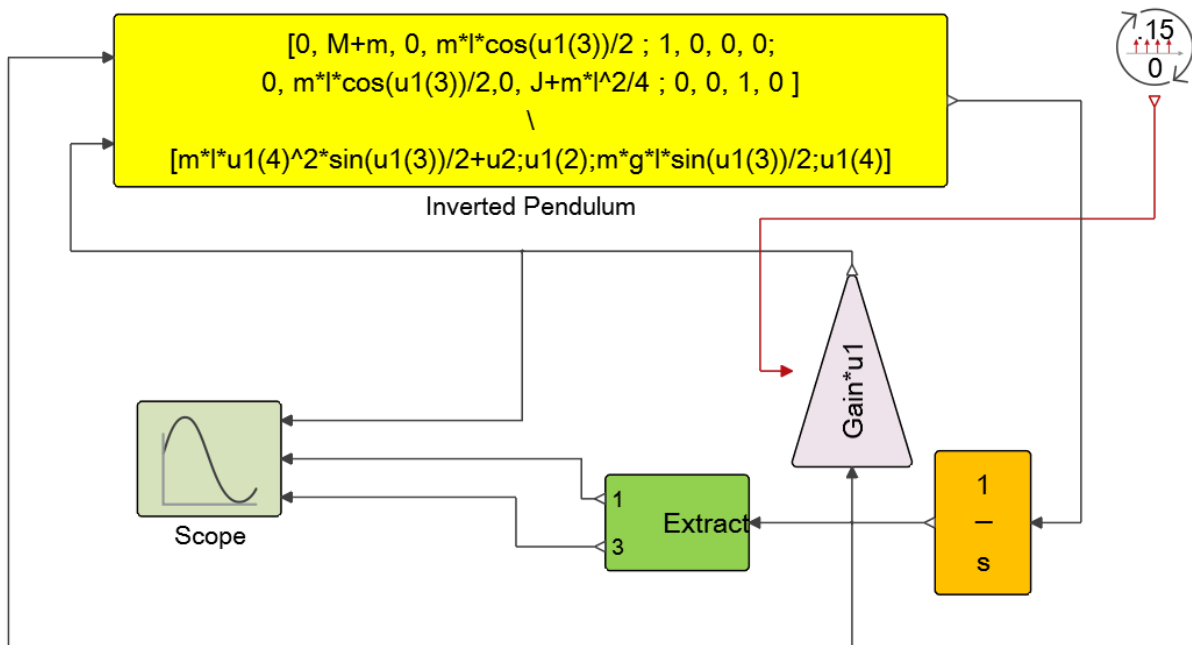 [0, M+m, 0, m*l*cos(u1(3))/2 ; 1, 0, 0, 0;
0, m*l*cos(u1(3))/2,0, J+m*l^2/4 ; 0, 0, 1, 0 ]
\
[m*l*u1(4)^2*sin(u1(3))/2+u2;u1(2);m*g*l*sin(u1(3))/2;u1(4)]
Inverted Pendulum
.15
0
Gain*u1
Scope
1
Extract
3
1
s